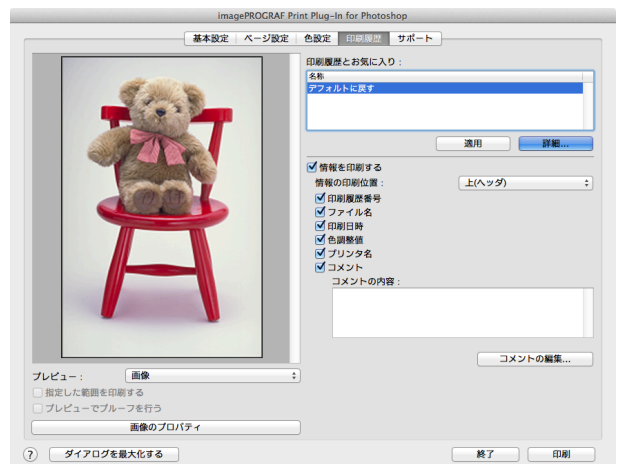 imagePROGRAF Print Plug-In for Photoshop
基本設定 ページ設定 色設定 印刷履歴 サポート
印刷履歴とお気に入り：
名称
デフォルトに戻す
適用 詳細...
情報を印刷する
情報の印刷位置： 上(ヘッダ)
印刷履歴番号
ファイル名
印刷日時
色調整値
プリンタ名
コメント
コメントの内容：
コメントの編集...
プレビュー： 画像
指定した範囲を印刷する
プレビューでプルーフを行う
画像のプロパティ
? ダイアログを最大化する 終了 印刷